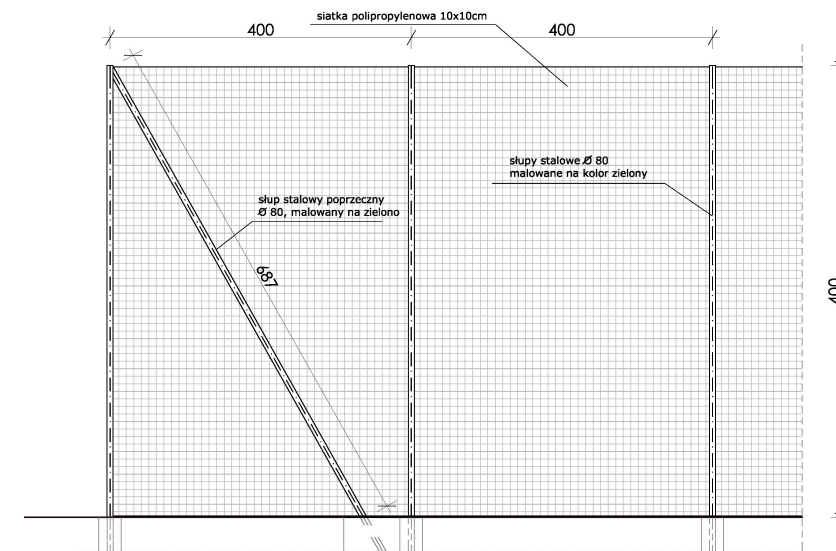 siatka polipropylenowa 10x10cm
400
400
słupy stalowe Ø 80
malowane na kolor zielony
słup stalowy poprzeczny
Ø 80, malowany na zielono
687
400